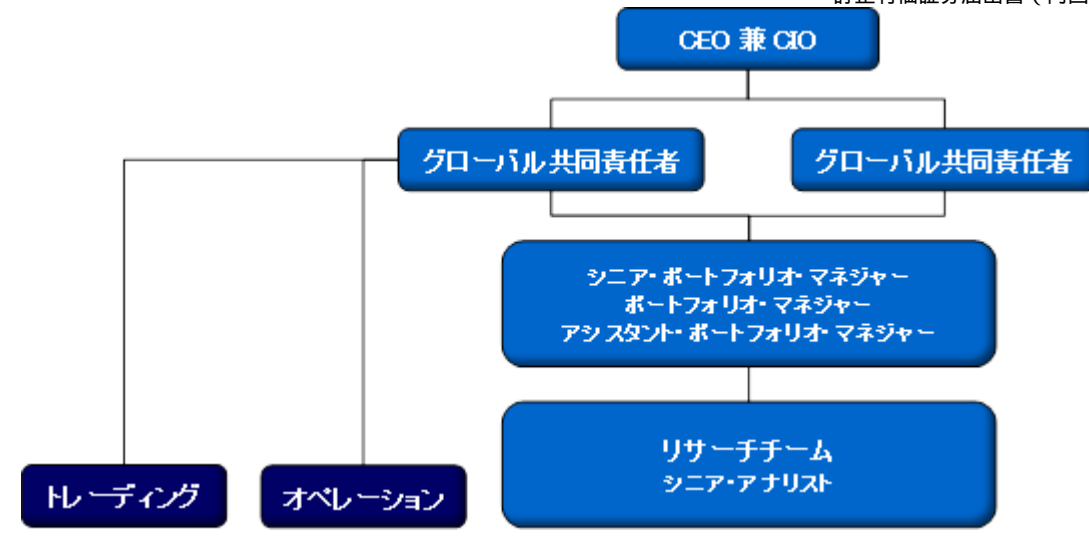 CEO 兼 CIO
グローバル共同責任者
グローバル共同責任者
シニア・ポートフォリオ・マネジャー
ポートフォリオ・マネジャー
アシスタント・ポートフォリオ・マネジャー
リサーチチーム
シニア・アナリスト
トレーディング
オペレーション